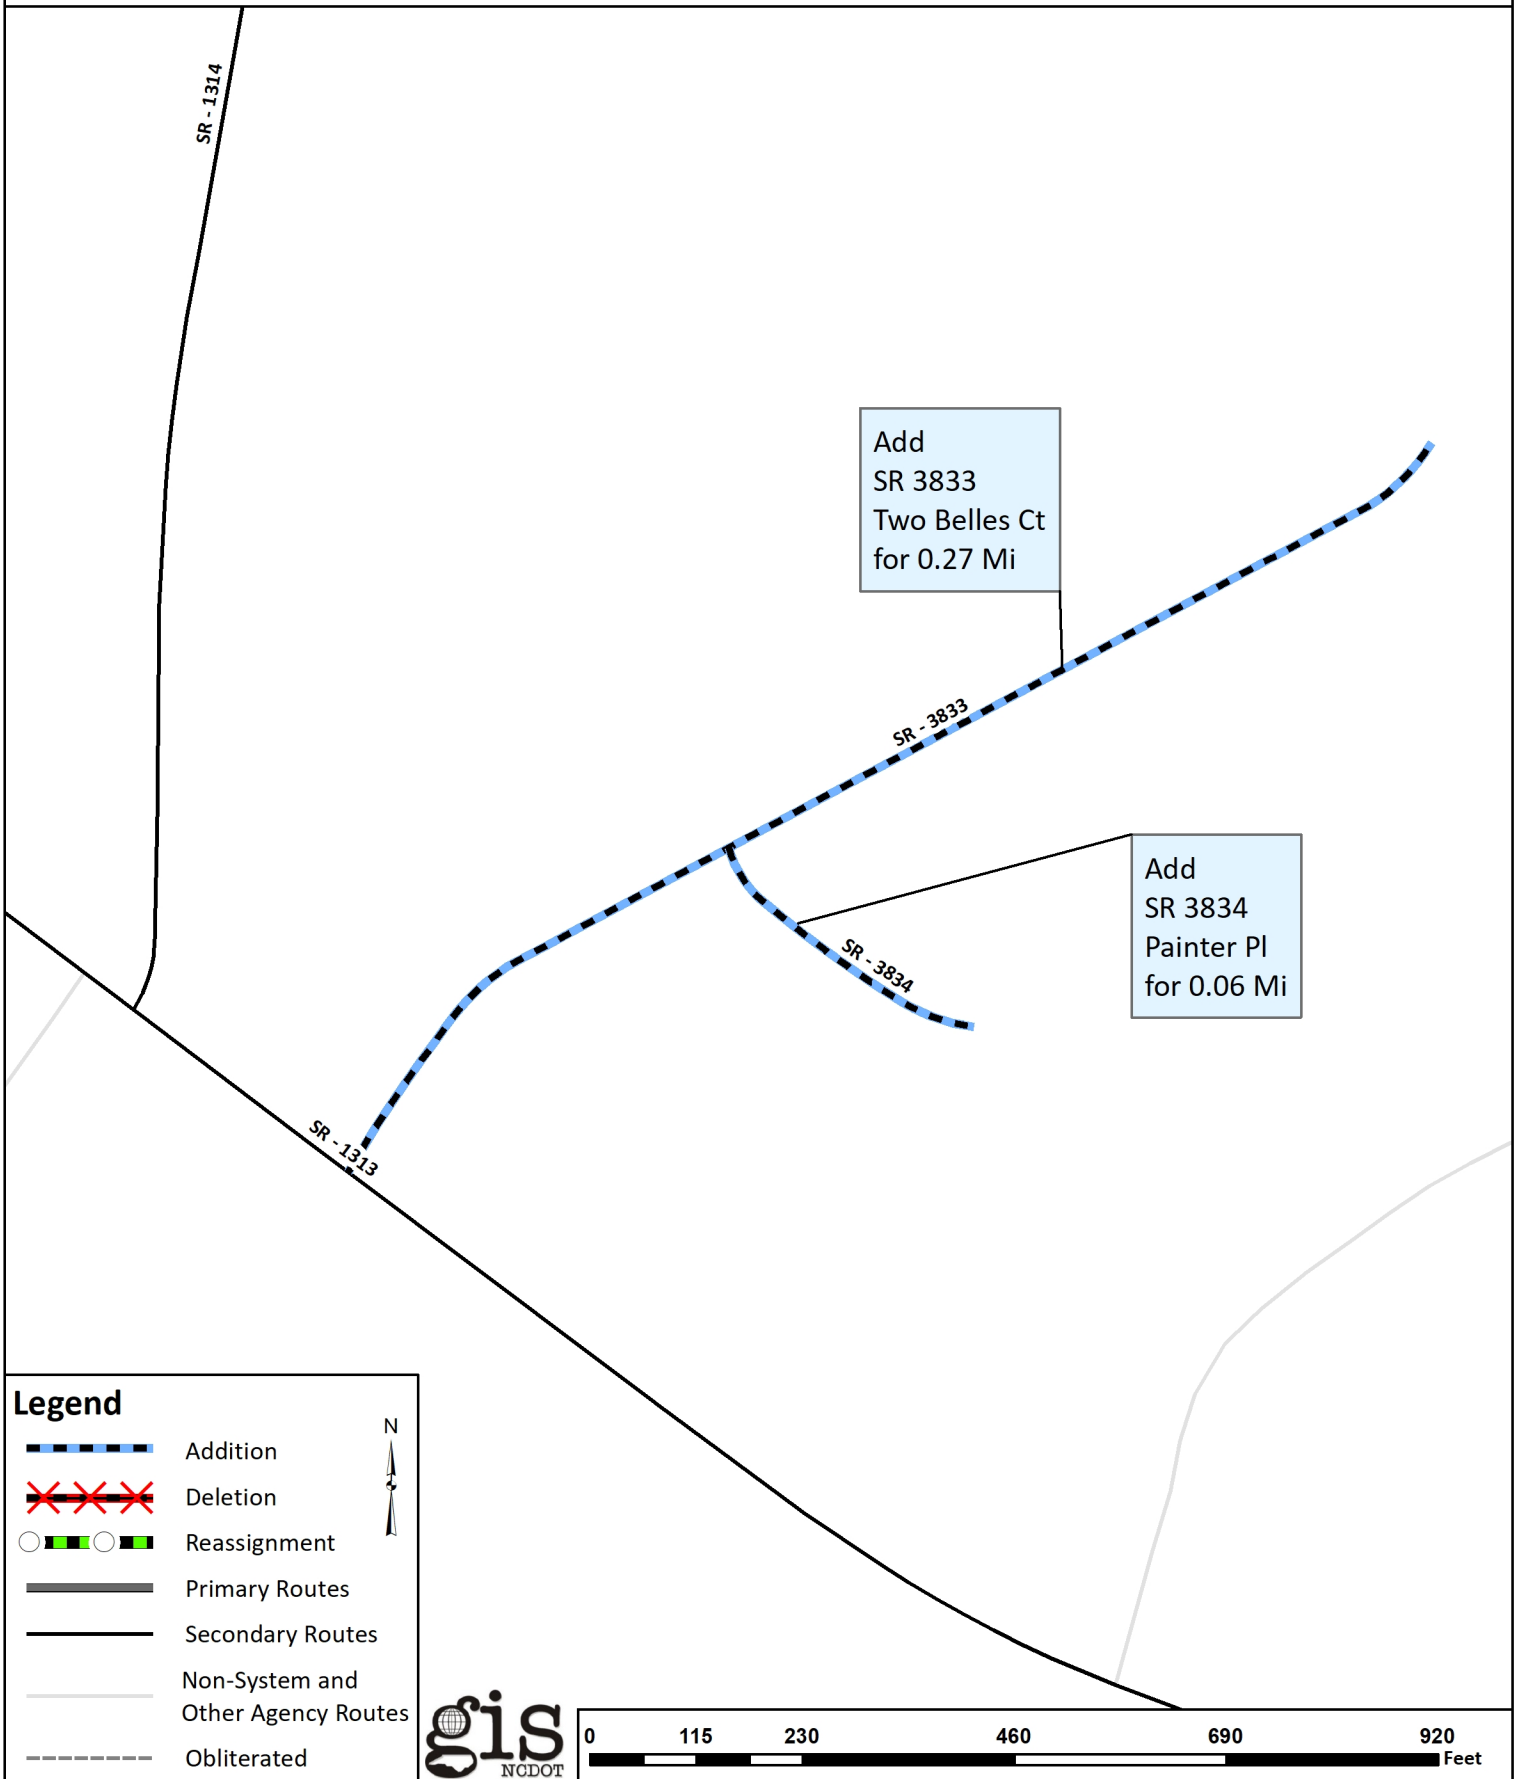 SR - 1314
Add
SR 3833
Two Belles Ct
for 0.27 Mi
SR - 3833
Add
SR 3834
Painter Pl
for 0.06 Mi
SR - 3834
SR - 1313
Legend
N
Addition
Deletion
Reassignment
Primary Routes
Secondary Routes
Non-System and
Other Agency Routes
Obliterated
gis
NCDOT
0 115 230 460 690 920
Feet